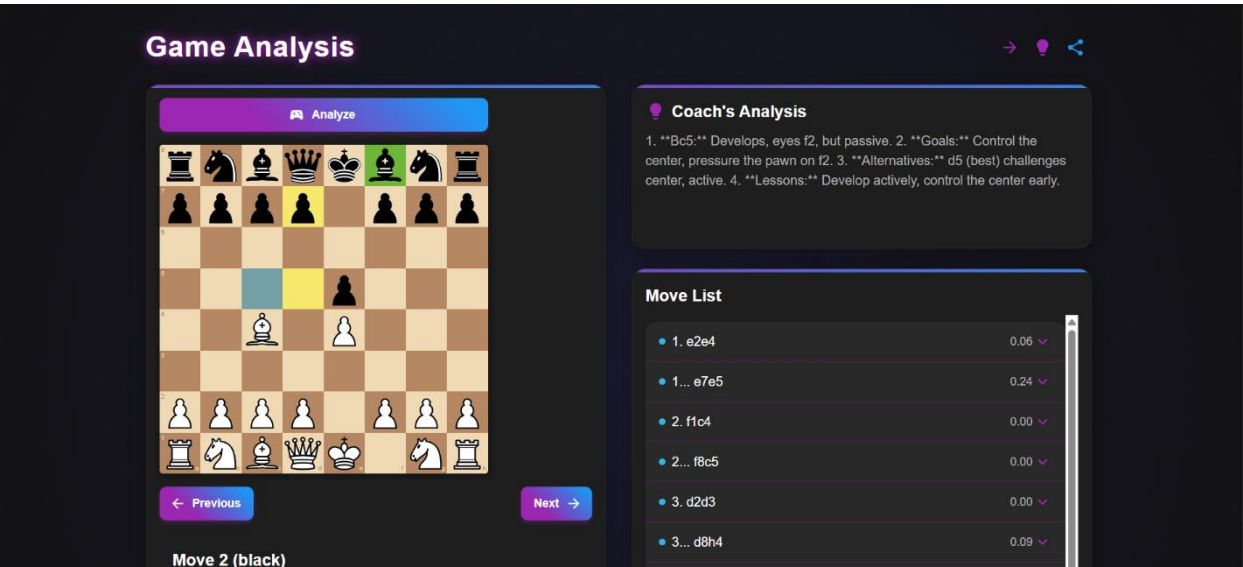 Game Analysis
Analyze
Previous
Next
Move 2 (black)
Coach's Analysis
1. **Bc5:** Develops, eyes f2, but passive. 2. **Goals:** Control the
center, pressure the pawn on f2. 3. **Alternatives:** d5 (best) challenges
center, active. 4. **Lessons:** Develop actively, control the center early.
Move List
1. e2e4 0.06
1... e7e5 0.24
2. f1c4 0.00
2... f8c5 0.00
3. d2d3 0.00
3... d8h4 0.09